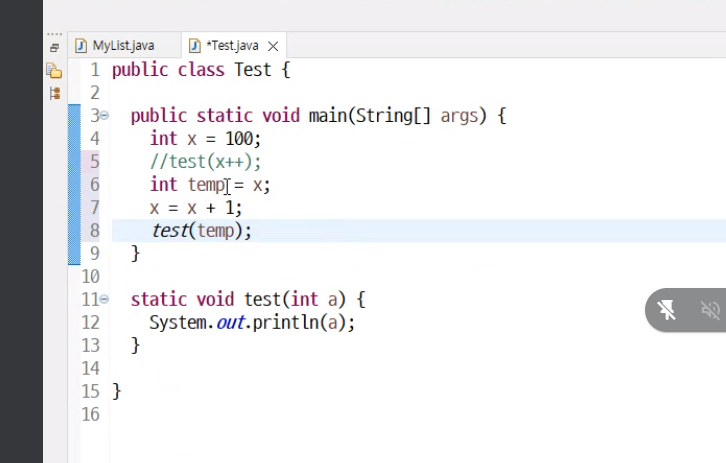 MyList.java *Test.java
1 public class Test {
2
3 public static void main(String[] args) {
4 int x = 100;
5 //test(x++);
6 int temp = x;
7 x = x + 1;
8 test(temp);
9 }
10
11 static void test(int a) {
12 System.out.println(a);
13 }
14
15 }
16